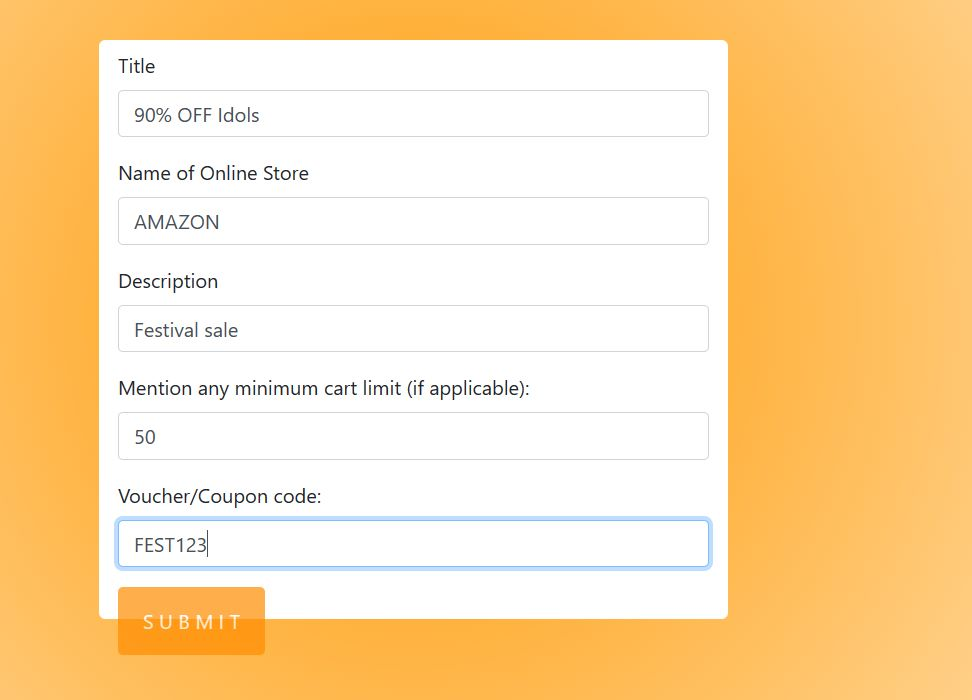 Title
90% OFF Idols
Name of Online Store
AMAZON
Description
Festival sale
Mention any minimum cart limit (if applicable):
50
Voucher/Coupon code:
FEST123
SUBMIT